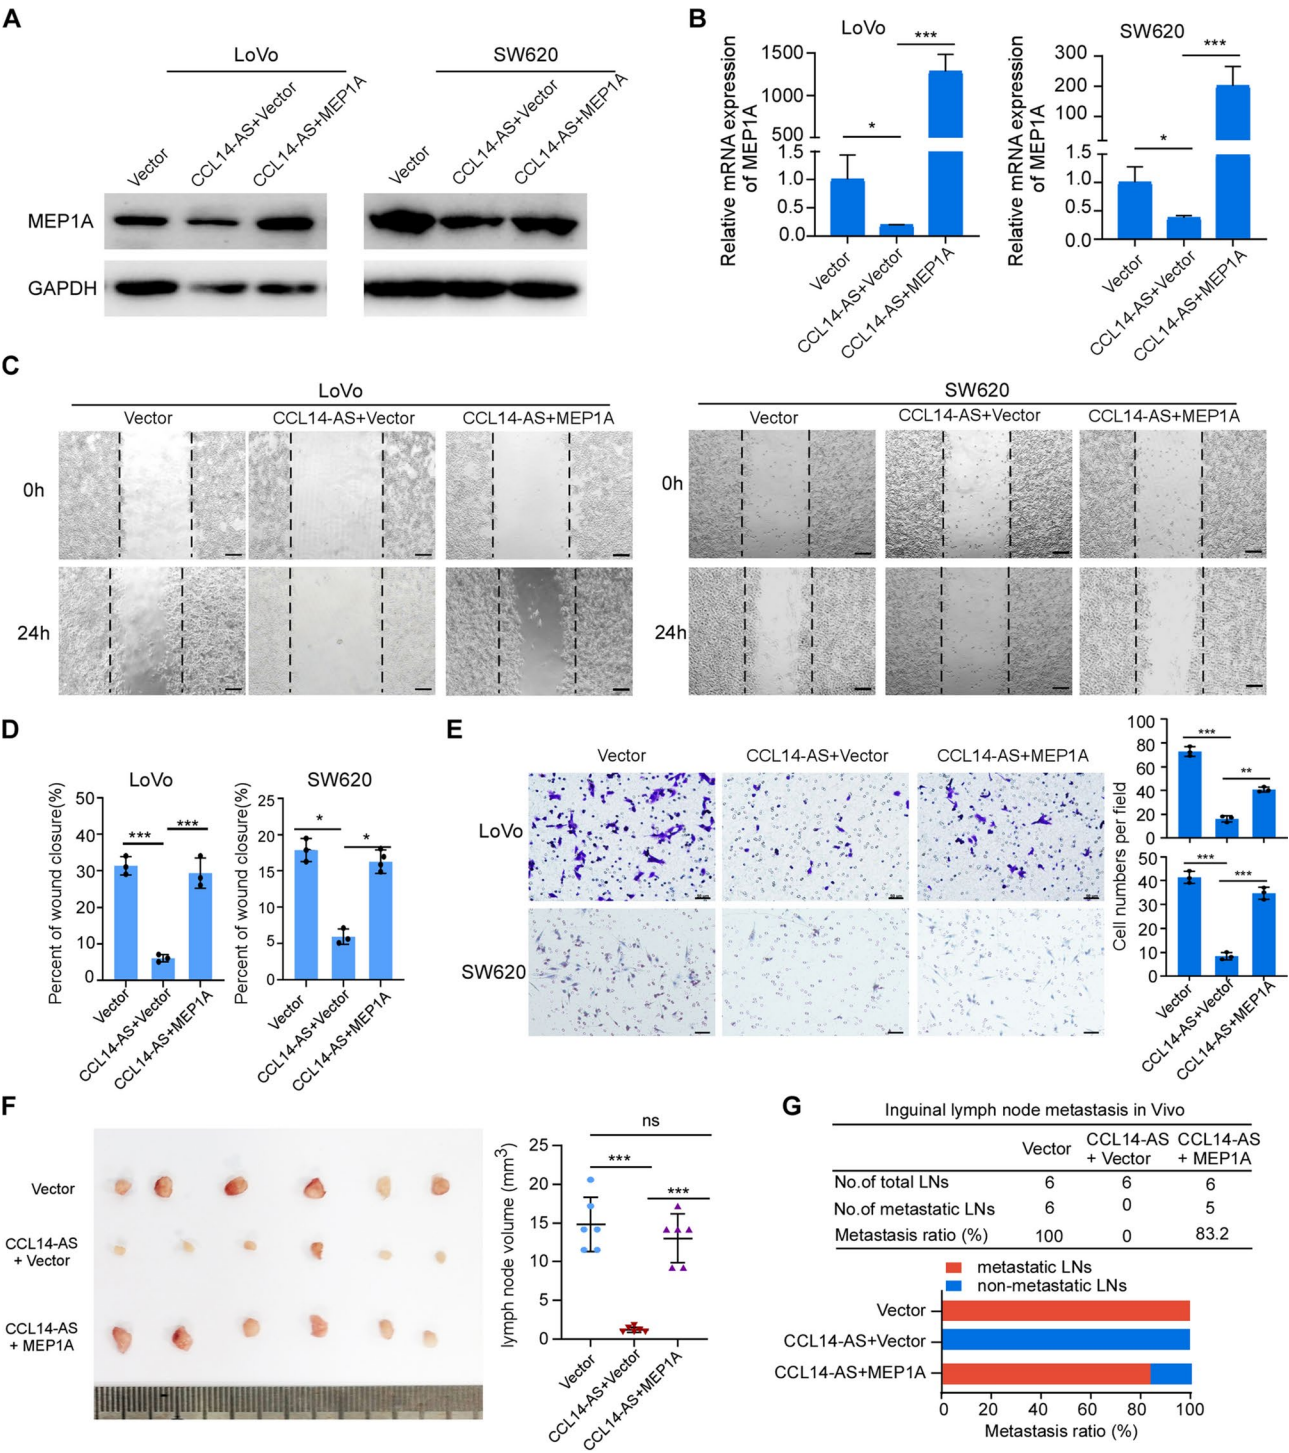 A
LoVo
SW620
Vector
CCL14-AS+Vector
CCL14-AS+MEP1A
Vector
CCL14-AS+Vector
CCL14-AS+MEP1A
MEP1A
GAPDH
B
LoVo
Relative mRNA expression
of MEP1A
1500
1000
500
1.5
1.0
0.5
0.0
*
***
Vector
CCL14-AS+Vector
CCL14-AS+MEP1A
SW620
Relative mRNA expression
of MEP1A
300
200
100
1.5
1.0
0.5
0.0
*
***
Vector
CCL14-AS+Vector
CCL14-AS+MEP1A
C
LoVo
Vector
CCL14-AS+Vector
CCL14-AS+MEP1A
SW620
Vector
CCL14-AS+Vector
CCL14-AS+MEP1A
0h
24h
0h
24h
D
LoVo
Percent of wound closure(%)
50
40
30
10
0
***
***
Vector
CCL14-AS+Vector
CCL14-AS+MEP1A
SW620
Percent of wound closure(%)
25
20
15
10
5
0
*
*
Vector
CCL14-AS+Vector
CCL14-AS+MEP1A
E
Vector
CCL14-AS+Vector
CCL14-AS+MEP1A
LoVo
SW620
Cell numbers per field
100
80
60
40
20
0
***
**
50
40
30
20
10
0
***
***
Vector
CCL14-AS+Vector
CCL14-AS+MEP1A
F
Vector
CCL14-AS
+ Vector
CCL14-AS
+ MEP1A
lymph node volume (mm3)
25
20
15
10
5
0
ns
***
***
Vector
CCL14-AS+Vector
CCL14-AS+MEP1A
G
Inguinal lymph node metastasis in Vivo
Vector
CCL14-AS
+ Vector
CCL14-AS
+ MEP1A
No.of total LNs 6 6 6
No.of metastatic LNs 6 0 5
Metastasis ratio (%) 100 0 83.2
metastatic LNs
non-metastatic LNs
Vector
CCL14-AS+Vector
CCL14-AS+MEP1A
0 20 40 60 80 100
Metastasis ratio (%)